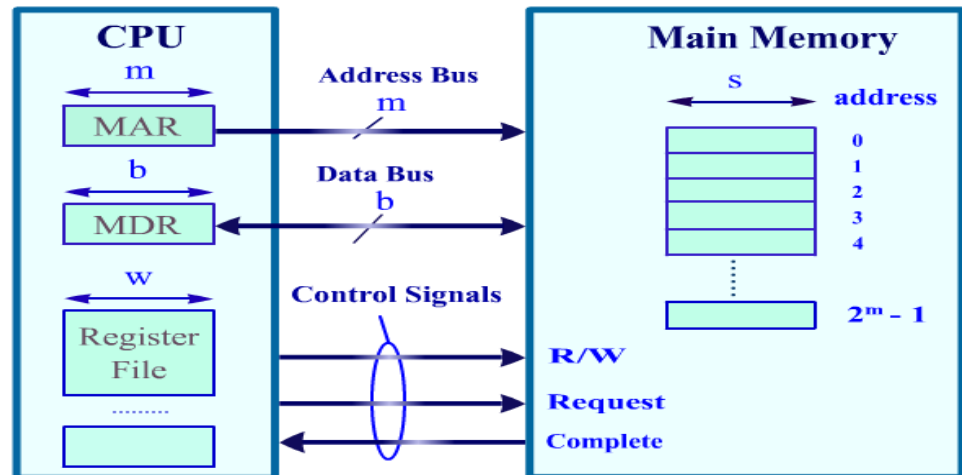 CPU
m
MAR
b
MDR
w
Register
File
........
Address Bus
m
Data Bus
b
Control Signals
Main Memory
s
address
0
1
2
3
4
2ᵐ - 1
R/W
Request
Complete